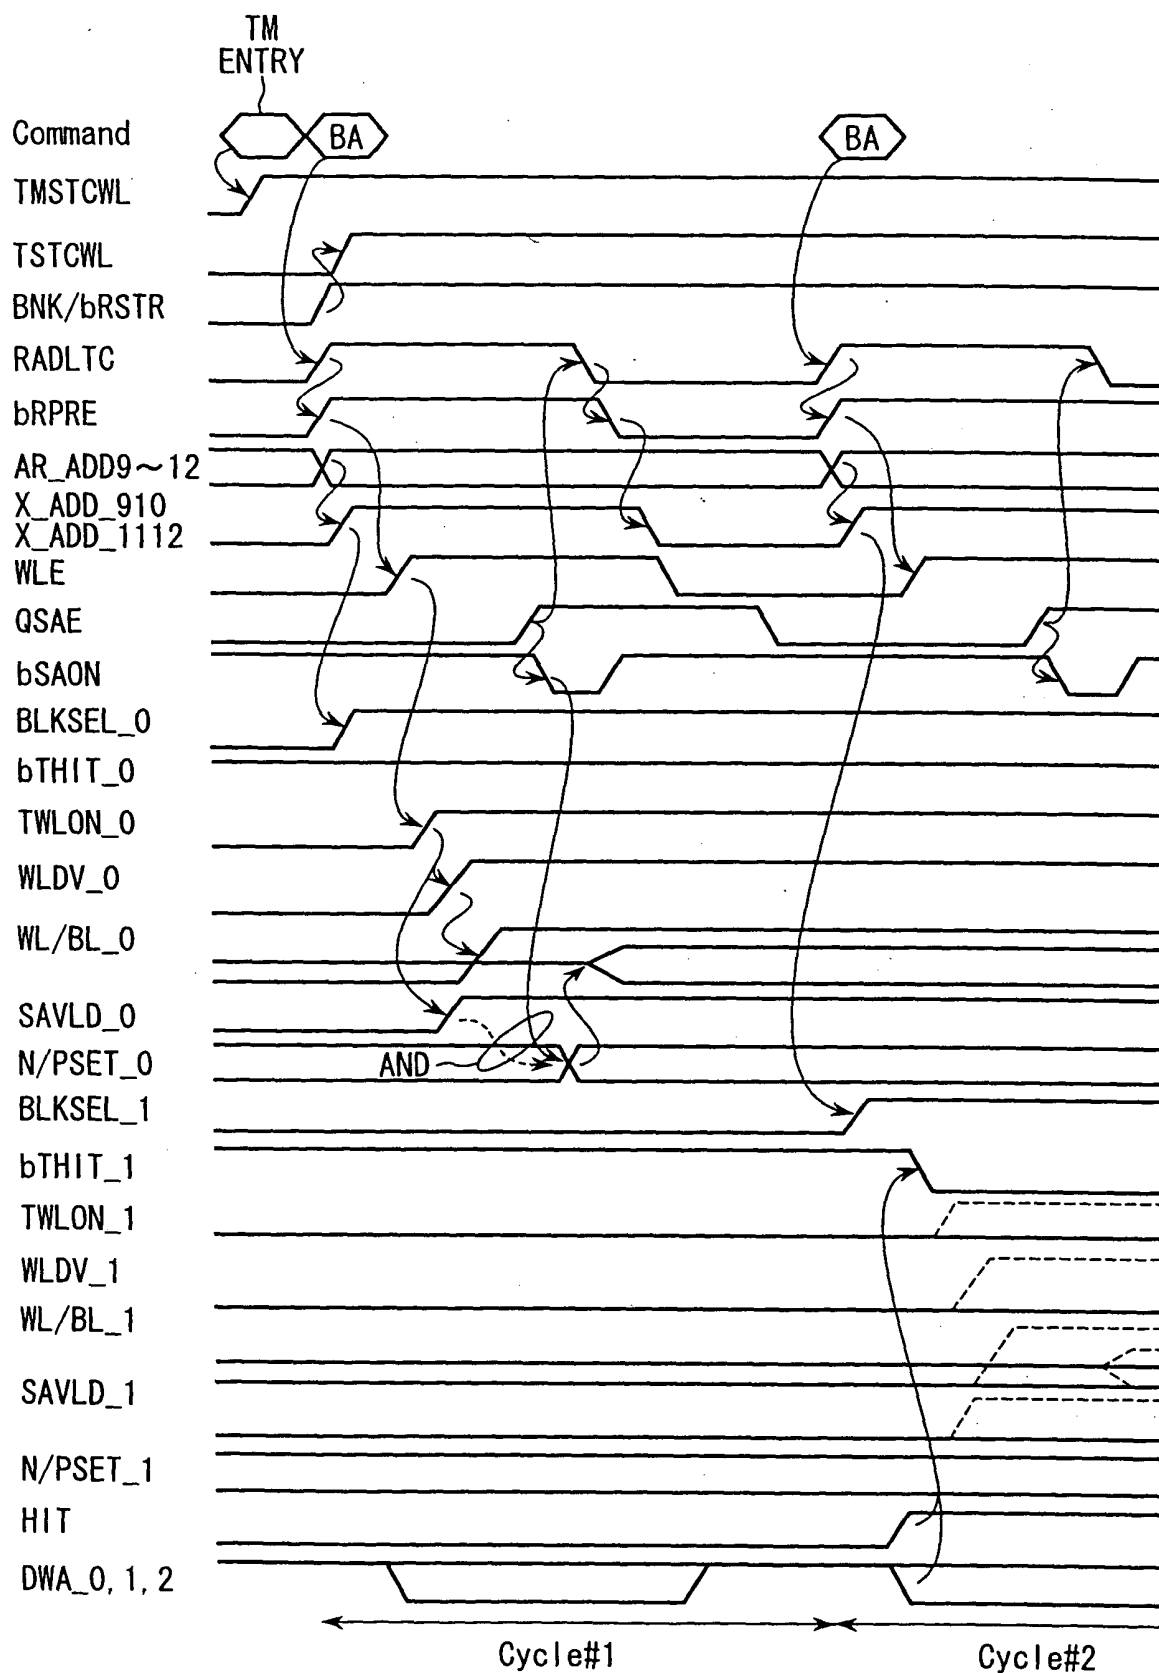 TM
ENTRY
Command
BA
BA
TMSTCWL
TSTCWL
BNK/bRSTR
RADLTC
bRPRE
AR_ADD9～12
X_ADD_910
X_ADD_1112
WLE
QSAE
bSAON
BLKSEL_0
bTHIT_0
TWLON_0
WLDV_0
WL/BL_0
SAVLD_0
AND
N/PSET_0
BLKSEL_1
bTHIT_1
TWLON_1
WLDV_1
WL/BL_1
SAVLD_1
N/PSET_1
HIT
DWA_0, 1, 2
Cycle#1
Cycle#2